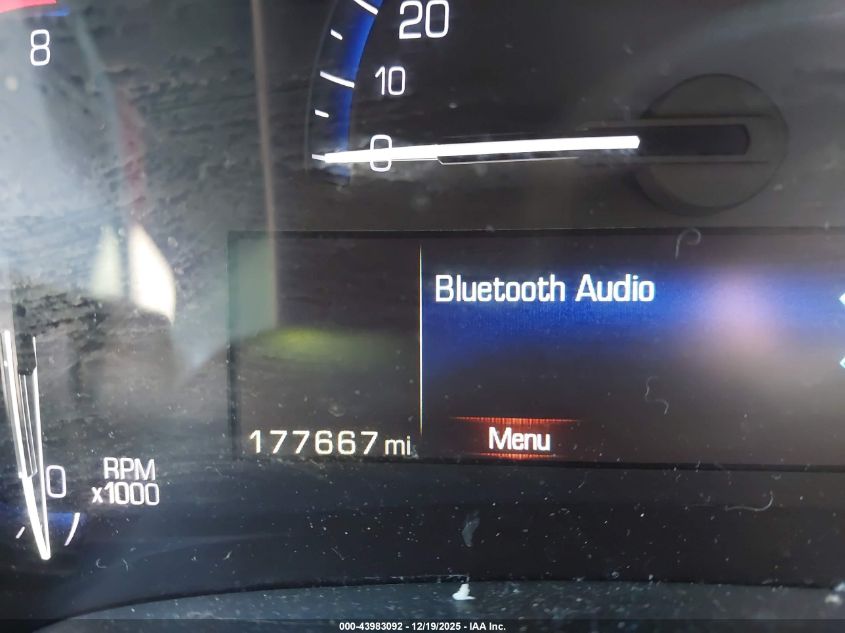 20
8
10
0
Bluetooth Audio
177667 mi
Menu
0
RPM
x1000
000-43983092 - 12/19/2025 - IAA Inc.